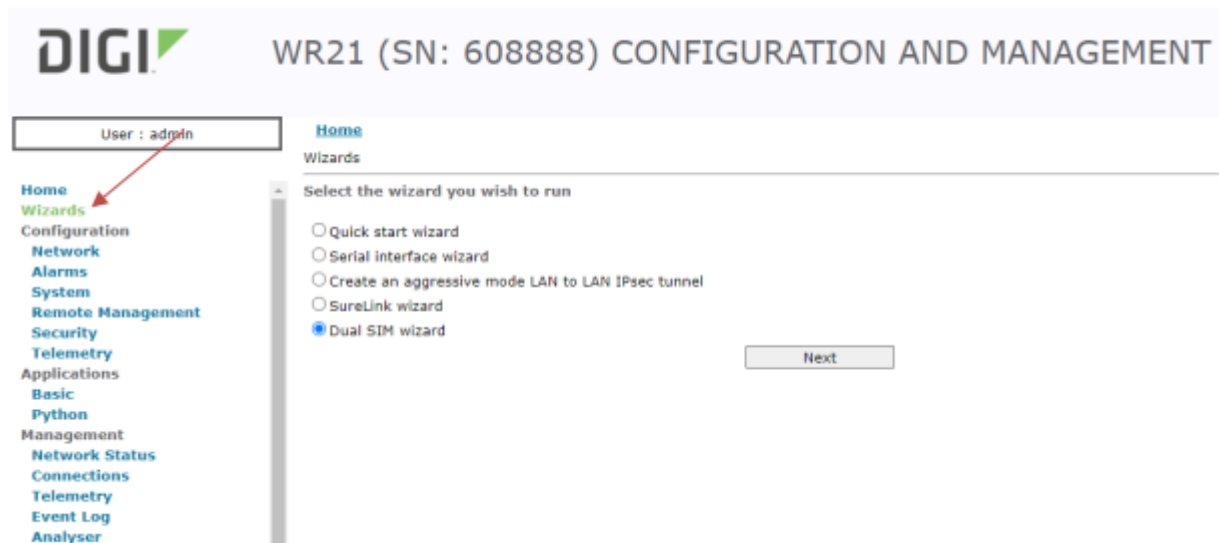 DIGI
WR21 (SN: 608888) CONFIGURATION AND MANAGEMENT
User : admin
Home
Wizards
Configuration
Network
Alarms
System
Remote Management
Security
Telemetry
Applications
Basic
Python
Management
Network Status
Connections
Telemetry
Event Log
Analyser
Home
Wizards
Select the wizard you wish to run
Quick start wizard
Serial interface wizard
Create an aggressive mode LAN to LAN IPsec tunnel
SureLink wizard
Dual SIM wizard
Next